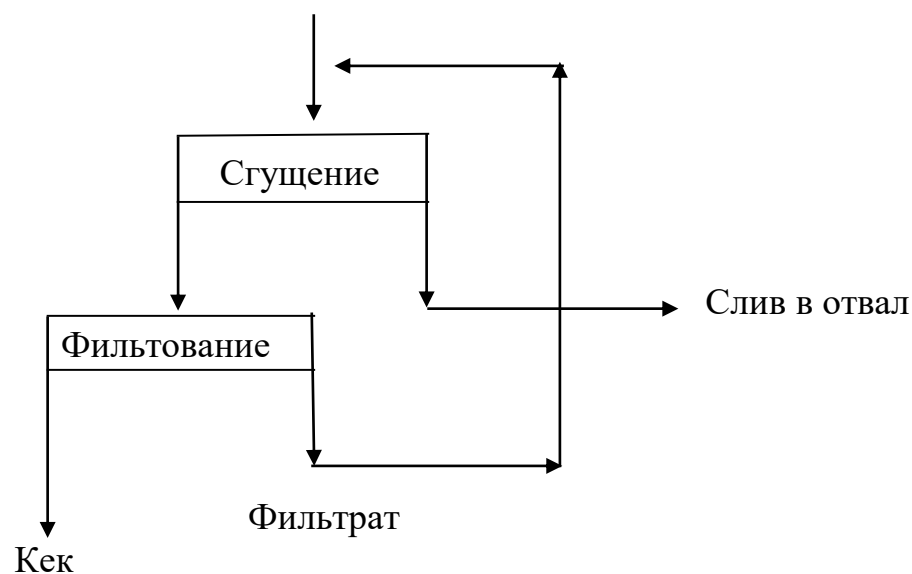 Сгущение
Слив в отвал
Фильтование
Фильтрат
Кек